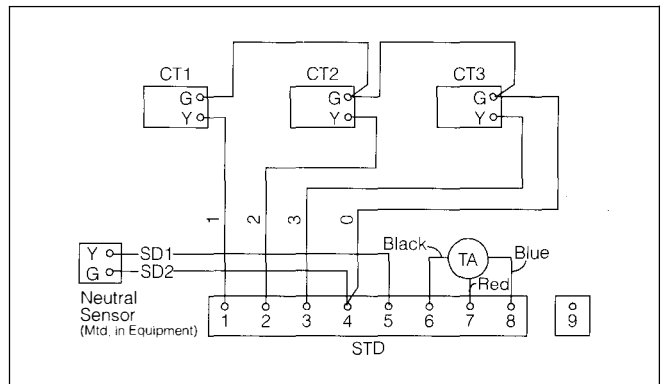 CT1
CT2
CT3
G
Y
G
Y
G
Y
1
2
3
0
Y
SD1
G
SD2
Neutral
Sensor
(Mtd. in Equipment)
Black
TA
Blue
Red
1 2 3 4 5 6 7 8 9
STD